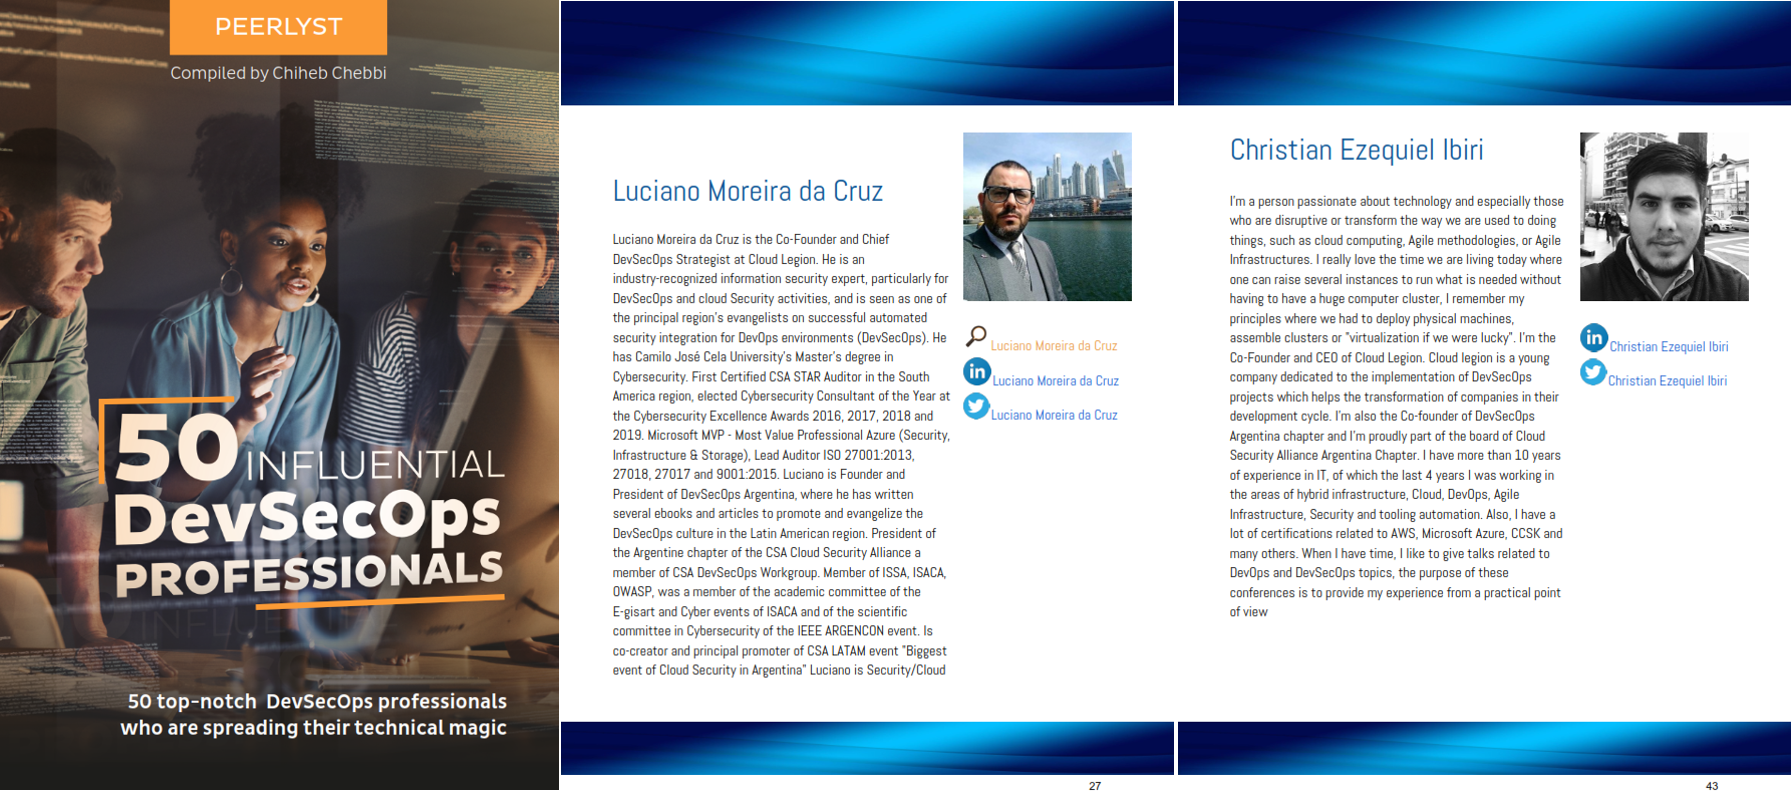 PEERLYST
Compiled by Chiheb Chebbi
50 INFLUENTIAL
DevSecOps
PROFESSIONALS
50 top-notch DevSecOps professionals
who are spreading their technical magic
Luciano Moreira da Cruz
Luciano Moreira da Cruz is the Co-Founder and Chief
DevSecOps Strategist at Cloud Legion. He is an
industry-recognized information security expert, particularly for
DevSecOps and cloud Security activities, and is seen as one of
the principal region's evangelists on successful automated
security integration for DevOps environments (DevSecOps). He
has Camilo José Cela University's Master's degree in
Cybersecurity. First Certified CSA STAR Auditor in the South
America region, elected Cybersecurity Consultant of the Year at
the Cybersecurity Excellence Awards 2016, 2017, 2018 and
2019. Microsoft MVP - Most Value Professional Azure (Security,
Infrastructure & Storage), Lead Auditor ISO 27001:2013,
27018, 27017 and 9001:2015. Luciano is Founder and
President of DevSecOps Argentina, where he has written
several ebooks and articles to promote and evangelize the
DevSecOps culture in the Latin American region. President of
the Argentine chapter of the CSA Cloud Security Alliance a
member of CSA DevSecOps Workgroup. Member of ISSA, ISACA,
OWASP, was a member of the academic committee of the
E-gisart and Cyber events of ISACA and of the scientific
committee in Cybersecurity of the IEEE ARGENCON event. Is
co-creator and principal promoter of CSA LATAM event "Biggest
event of Cloud Security in Argentina" Luciano is Security/Cloud
Luciano Moreira da Cruz
in Luciano Moreira da Cruz
Luciano Moreira da Cruz
27
Christian Ezequiel Ibiri
I'm a person passionate about technology and especially those
who are disruptive or transform the way we are used to doing
things, such as cloud computing, Agile methodologies, or Agile
Infrastructures. I really love the time we are living today where
one can raise several instances to run what is needed without
having to have a huge computer cluster, I remember my
principles where we had to deploy physical machines,
assemble clusters or "virtualization if we were lucky". I'm the
Co-Founder and CEO of Cloud Legion. Cloud legion is a young
company dedicated to the implementation of DevSecOps
projects which helps the transformation of companies in their
development cycle. I'm also the Co-founder of DevSecOps
Argentina chapter and I'm proudly part of the board of Cloud
Security Alliance Argentina Chapter. I have more than 10 years
of experience in IT, of which the last 4 years I was working in
the areas of hybrid infrastructure, Cloud, DevOps, Agile
Infrastructure, Security and tooling automation. Also, I have a
lot of certifications related to AWS, Microsoft Azure, CCSK and
many others. When I have time, I like to give talks related to
DevOps and DevSecOps topics, the purpose of these
conferences is to provide my experience from a practical point
of view
in Christian Ezequiel Ibiri
Christian Ezequiel Ibiri
43